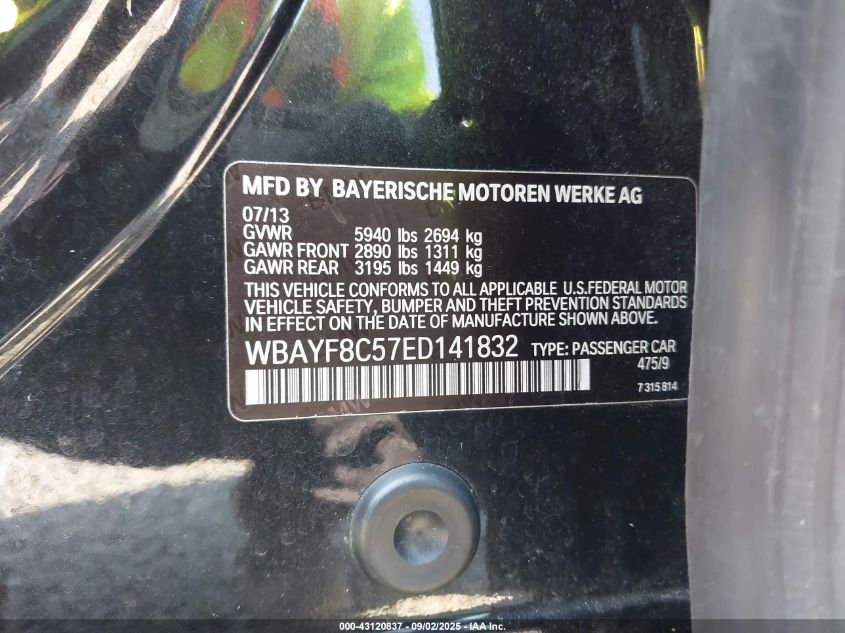 MFD BY BAYERISCHE MOTOREN WERKE AG
07/13
GVWR 5940 lbs 2694 kg
GAWR FRONT 2890 lbs 1311 kg
GAWR REAR 3195 lbs 1449 kg
THIS VEHICLE CONFORMS TO ALL APPLICABLE U.S.FEDERAL MOTOR
VEHICLE SAFETY, BUMPER AND THEFT PREVENTION STANDARDS
IN EFFECT ON THE DATE OF MANUFACTURE SHOWN ABOVE.
WBAYF8C57ED141832 TYPE: PASSENGER CAR
475/9
7 315 814
000-43120837 - 09/02/2025 - IAA Inc.